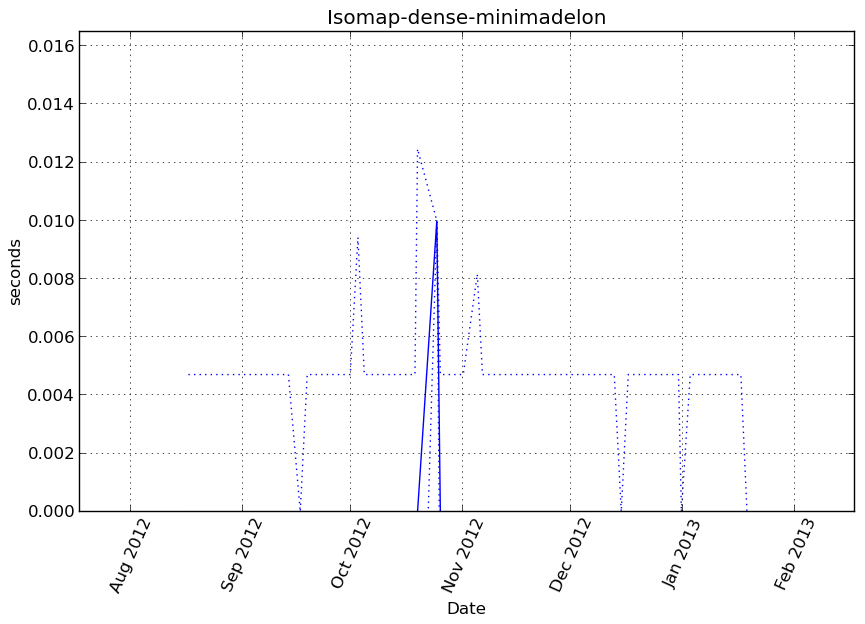 Isomap-dense-minimadelon
0.016
0.014
0.012
0.010
0.008
0.006
0.004
0.002
0.000
seconds
Aug 2012
Sep 2012
Oct 2012
Nov 2012
Dec 2012
Jan 2013
Feb 2013
Date